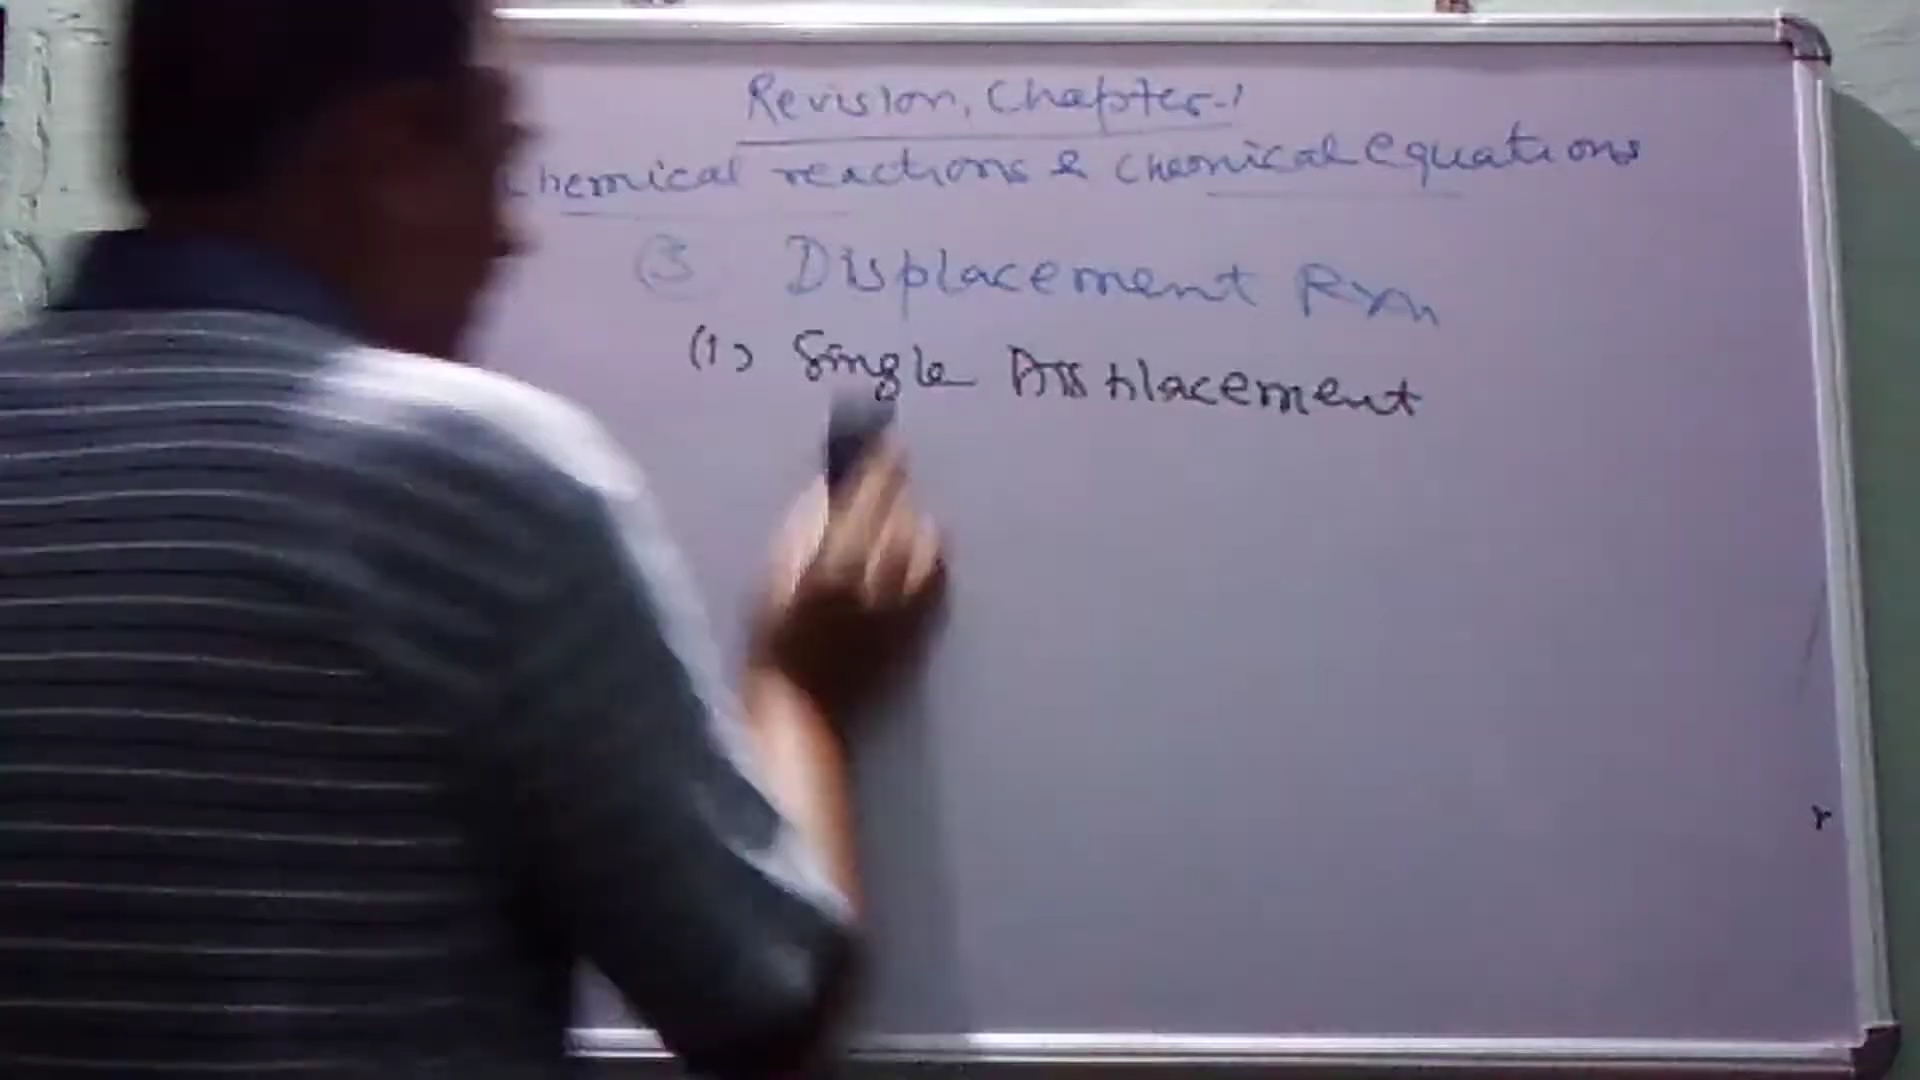 Revision, Chapter-1
Chemical reactions & Chemical equations
(3) Displacement Rxn
(1) Single Displacement